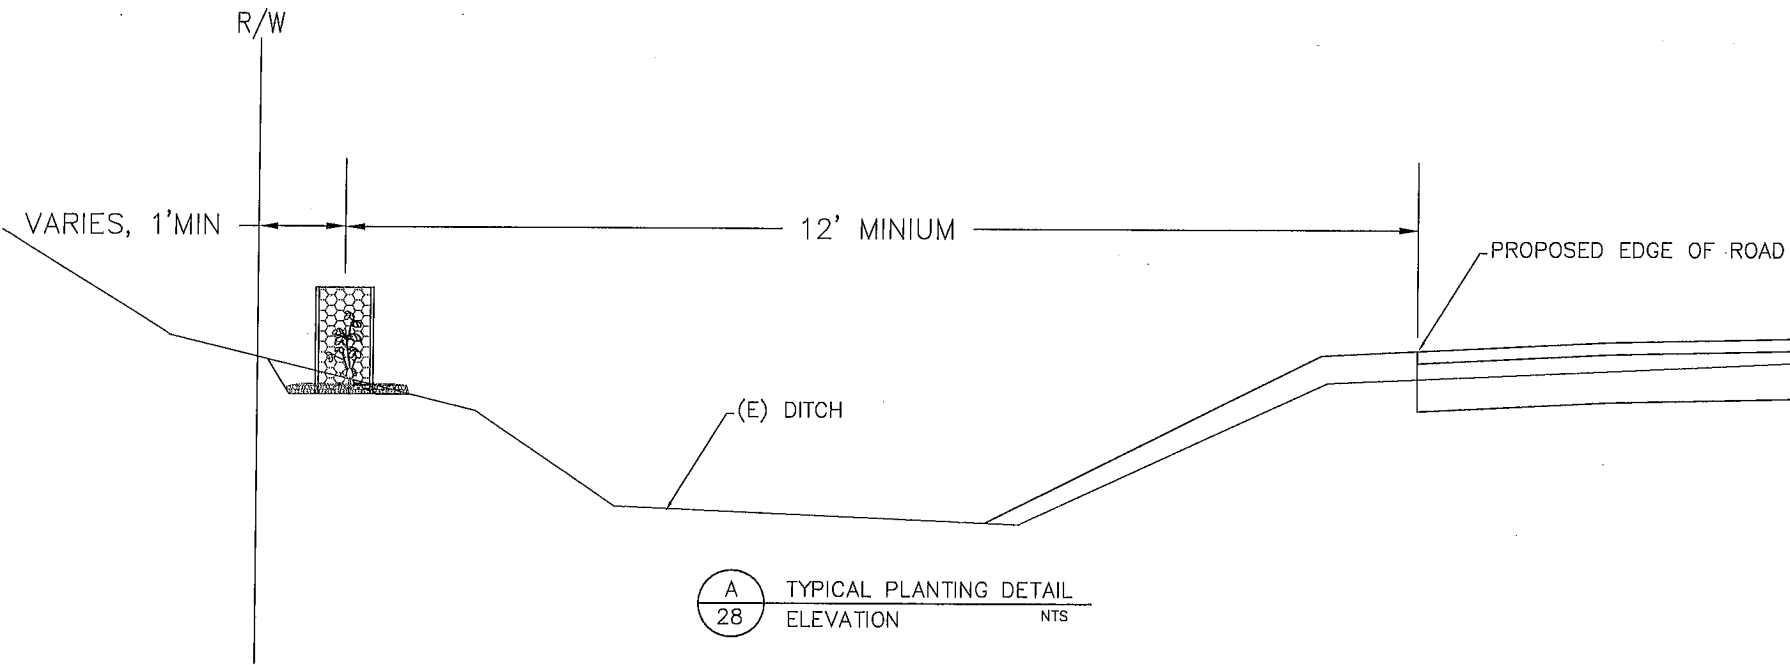 R/W
VARIES, 1'MIN
12' MINIUM
PROPOSED EDGE OF ROAD
(E) DITCH
A
28
TYPICAL PLANTING DETAIL
ELEVATION NTS